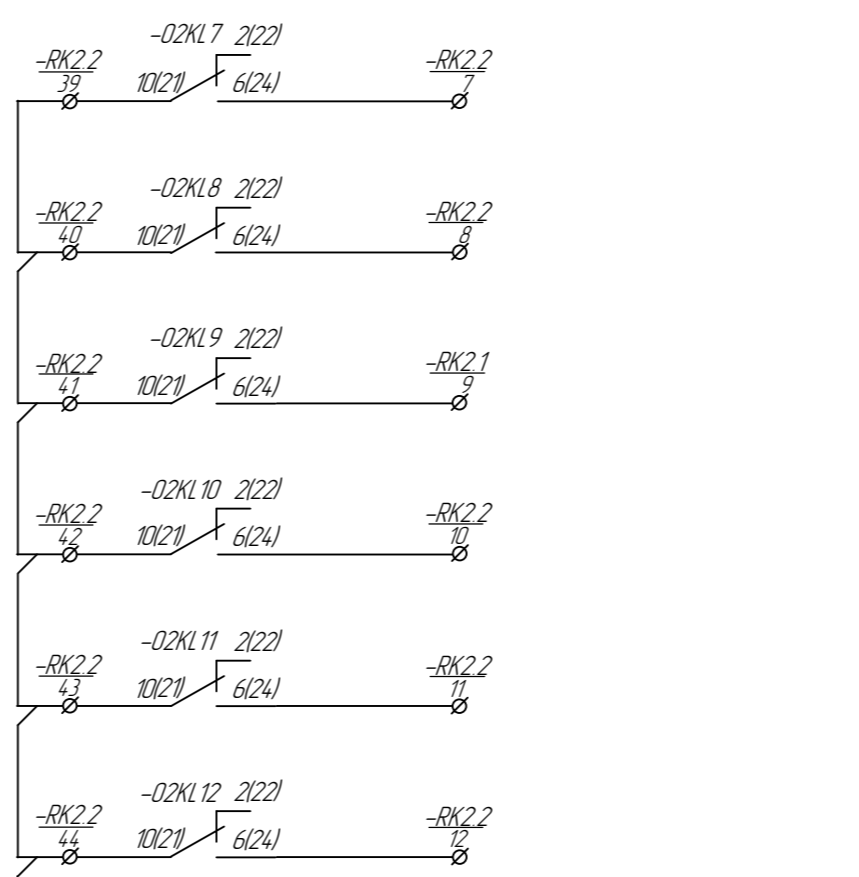 -02KL7 2(22)
-RK2.2 -RK2.2
39 10(21) 6(24) 7
-02KL8 2(22)
-RK2.2 -RK2.2
40 10(21) 6(24) 8
-02KL9 2(22)
-RK2.2 -RK2.1
41 10(21) 6(24) 9
-02KL10 2(22)
-RK2.2 -RK2.2
42 10(21) 6(24) 10
-02KL11 2(22)
-RK2.2 -RK2.2
43 10(21) 6(24) 11
-02KL12 2(22)
-RK2.2 -RK2.2
44 10(21) 6(24) 12